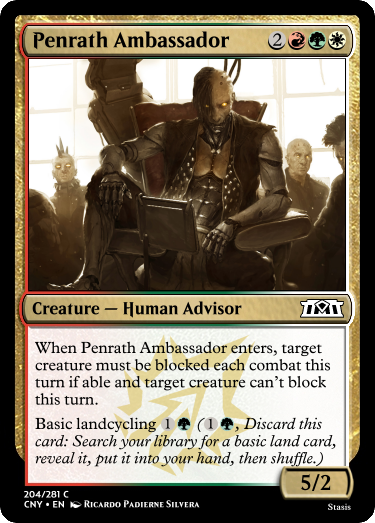 Penrath Ambassador 2
Creature — Human Advisor
When Penrath Ambassador enters, target
creature must be blocked each combat this
turn if able and target creature can't block
this turn.
Basic landcycling 1 (1, Discard this
card: Search your library for a basic land card,
reveal it, put it into your hand, then shuffle.)
5/2
204/281 C
CNY • EN Ricardo Padierne Silvera
Stasis